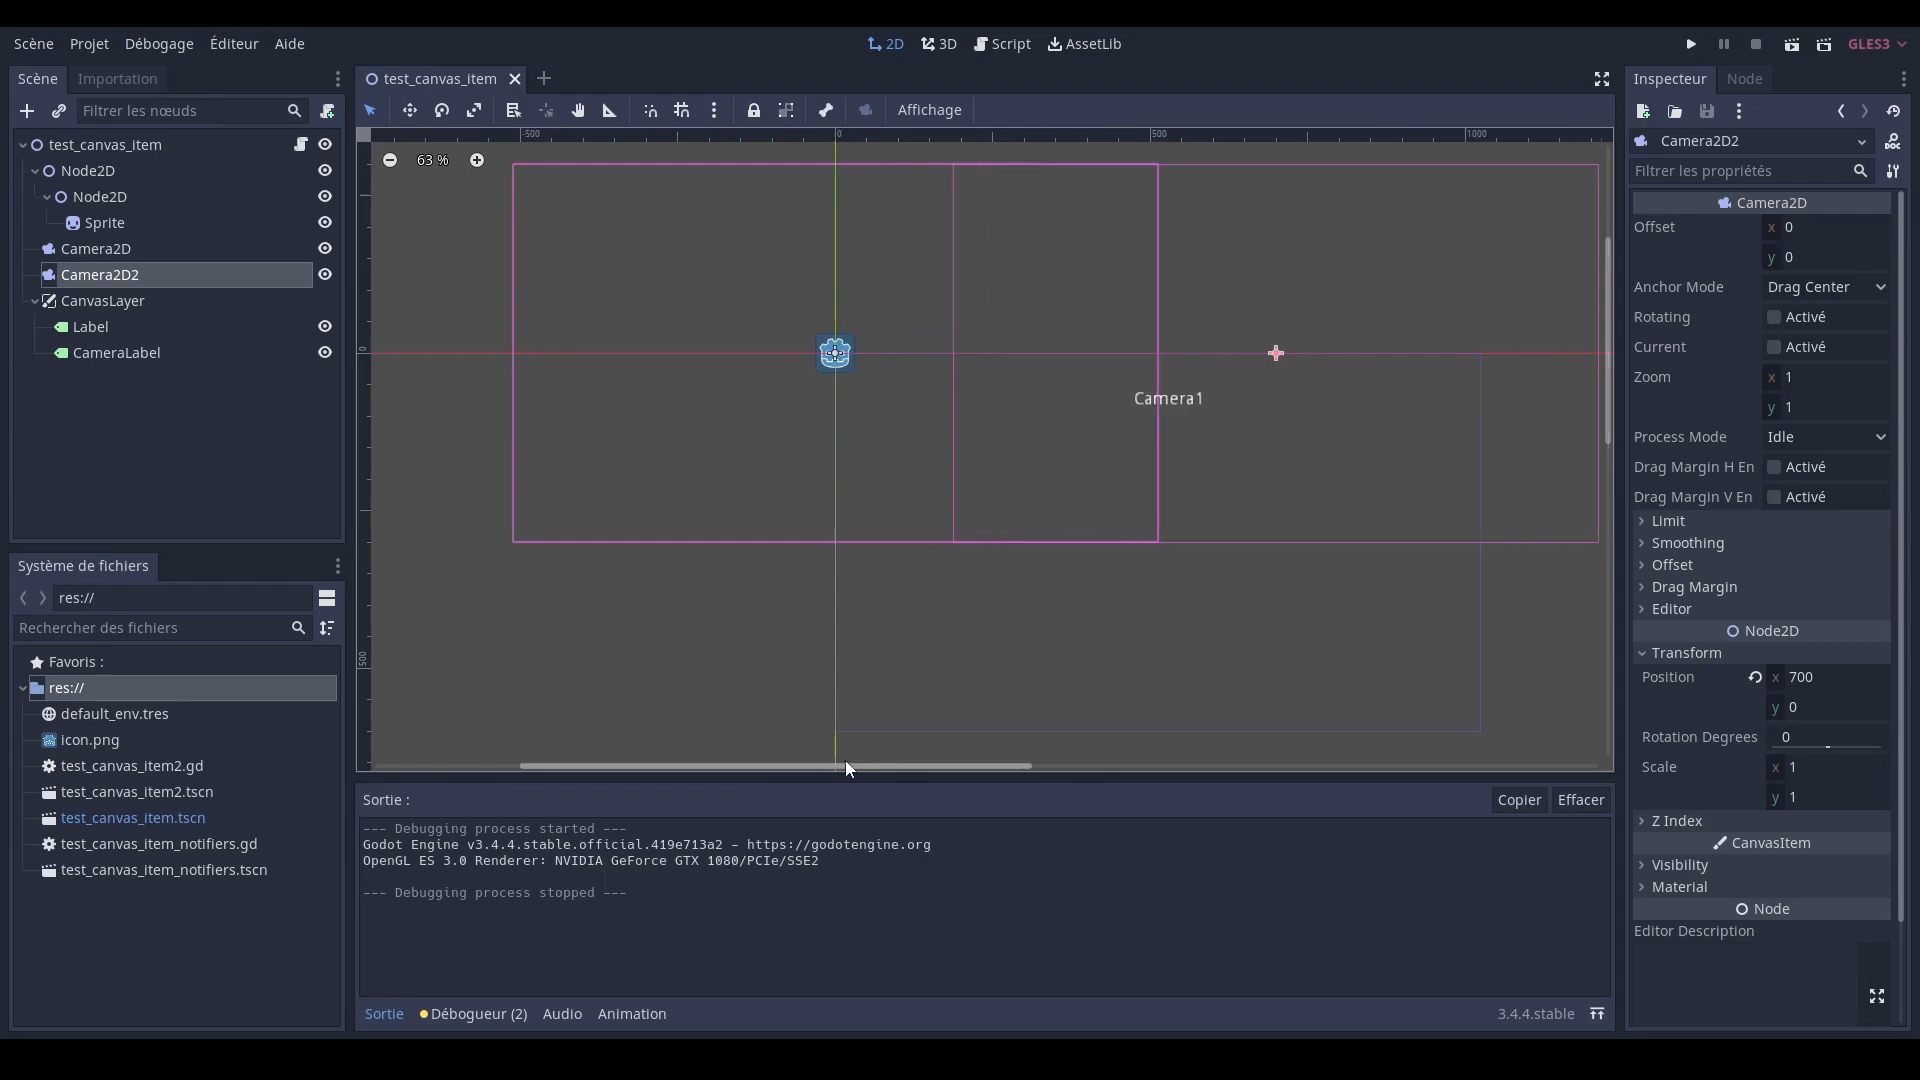 Scène Projet Débogage Éditeur Aide
2D 3D Script AssetLib
GLES3
Scène Importation
Filtrer les nœuds
test_canvas_item
Node2D
Node2D
Sprite
Camera2D
Camera2D2
CanvasLayer
Label
CameraLabel
Système de fichiers
res://
Rechercher des fichiers
Favoris :
res://
default_env.tres
icon.png
test_canvas_item2.gd
test_canvas_item2.tscn
test_canvas_item.tscn
test_canvas_item_notifiers.gd
test_canvas_item_notifiers.tscn
test_canvas_item
Affichage
-500 0 500 1000
63 %
0
Camera1
500
Sortie :
Copier Effacer
--- Debugging process started ---
Godot Engine v3.4.4.stable.official.419e713a2 - https://godotengine.org
OpenGL ES 3.0 Renderer: NVIDIA GeForce GTX 1080/PCIe/SSE2
--- Debugging process stopped ---
Sortie Débogueur (2) Audio Animation
3.4.4.stable
Inspecteur Node
Camera2D2
Filtrer les propriétés
Camera2D
Offset x 0
y 0
Anchor Mode Drag Center
Rotating Activé
Current Activé
Zoom x 1
y 1
Process Mode Idle
Drag Margin H En Activé
Drag Margin V En Activé
Limit
Smoothing
Offset
Drag Margin
Editor
Node2D
Transform
Position x 700
y 0
Rotation Degrees 0
Scale x 1
y 1
Z Index
CanvasItem
Visibility
Material
Node
Editor Description